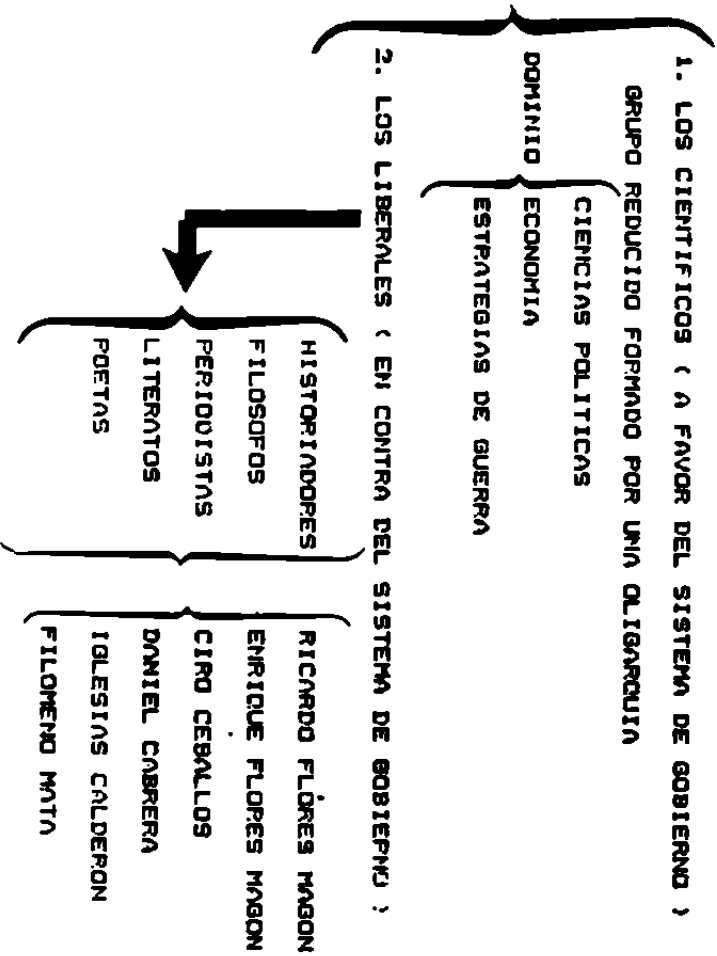 1. LOS CIENTIFICOS ( A FAVOR DEL SISTEMA DE GOBIERNO )
GRUPO REDUCIDO FORMADO POR UNA OLIGARQUIA
CIENCIAS POLITICAS
DOMINIO ECONOMIA
ESTRATEGIAS DE GUERRA
2. LOS LIBERALES ( EN CONTRA DEL SISTEMA DE GOBIERNO )
HISTORIADORES
FILOSOFOS
PERIODISTAS
LITERATOS
POETAS
RICARDO FLORES MAGON
ENRIQUE FLORES MAGON
CIRO CEBALLOS
DANIEL CABRERA
IGLESIAS CALDERON
FILOMENO MATA